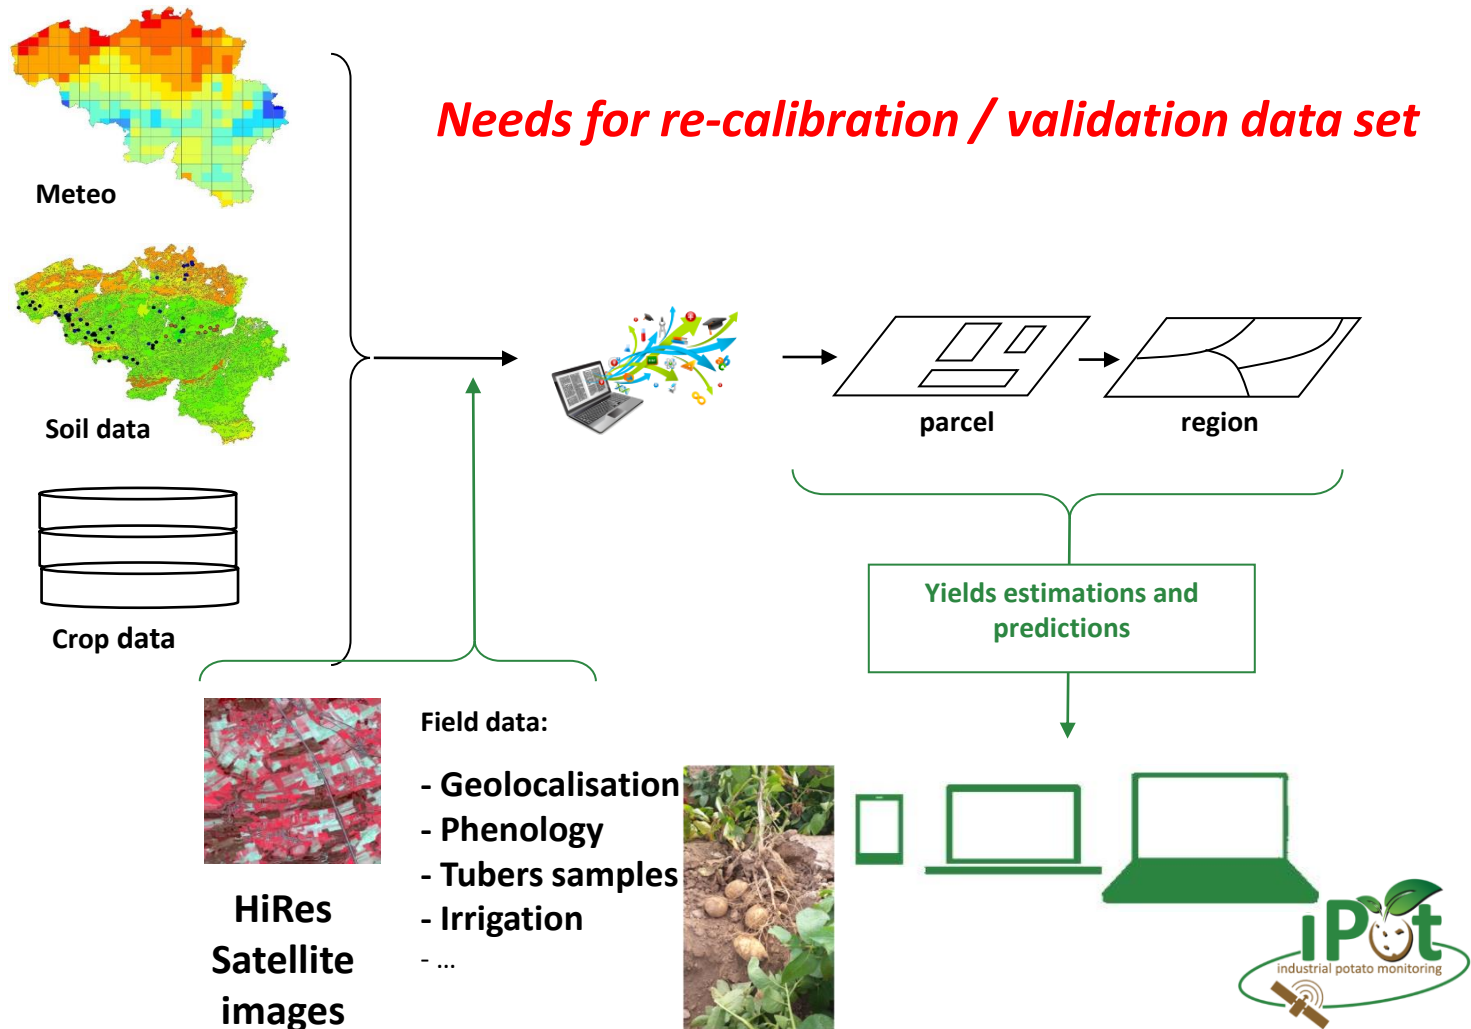 Needs for re-calibration / validation data set
Meteo
Soil data
Crop data
parcel
region
Yields estimations and
predictions
HiRes
Satellite
images
Field data:
- Geolocalisation
- Phenology
- Tubers samples
- Irrigation
- ...
iPot
industrial potato monitoring